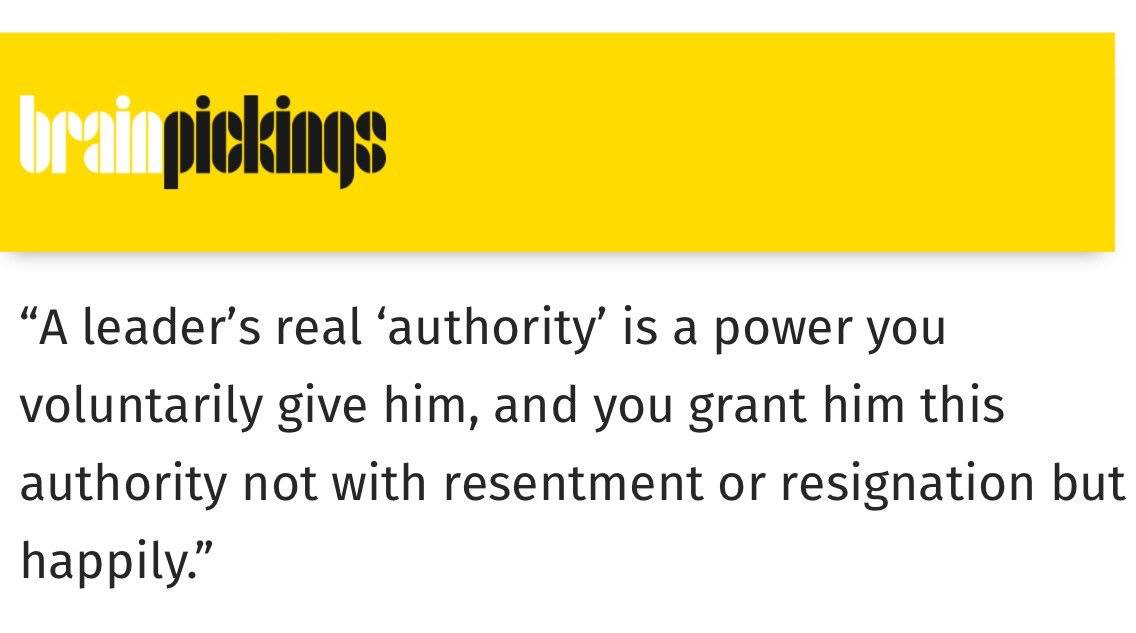 brainpickings
“A leader’s real ‘authority’ is a power you
voluntarily give him, and you grant him this
authority not with resentment or resignation but
happily.”